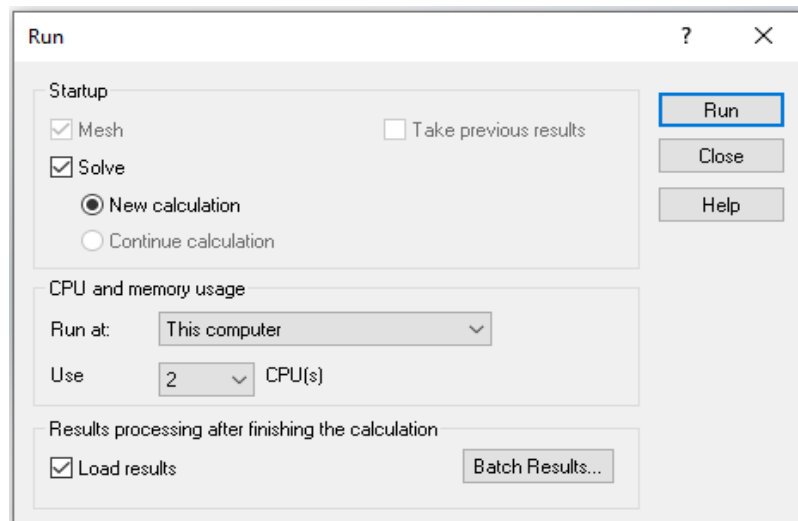 Run ?
Startup
Mesh Take previous results
Solve
New calculation
Continue calculation
Run
Close
Help
CPU and memory usage
Run at: This computer
Use 2 CPU(s)
Results processing after finishing the calculation
Load results Batch Results...